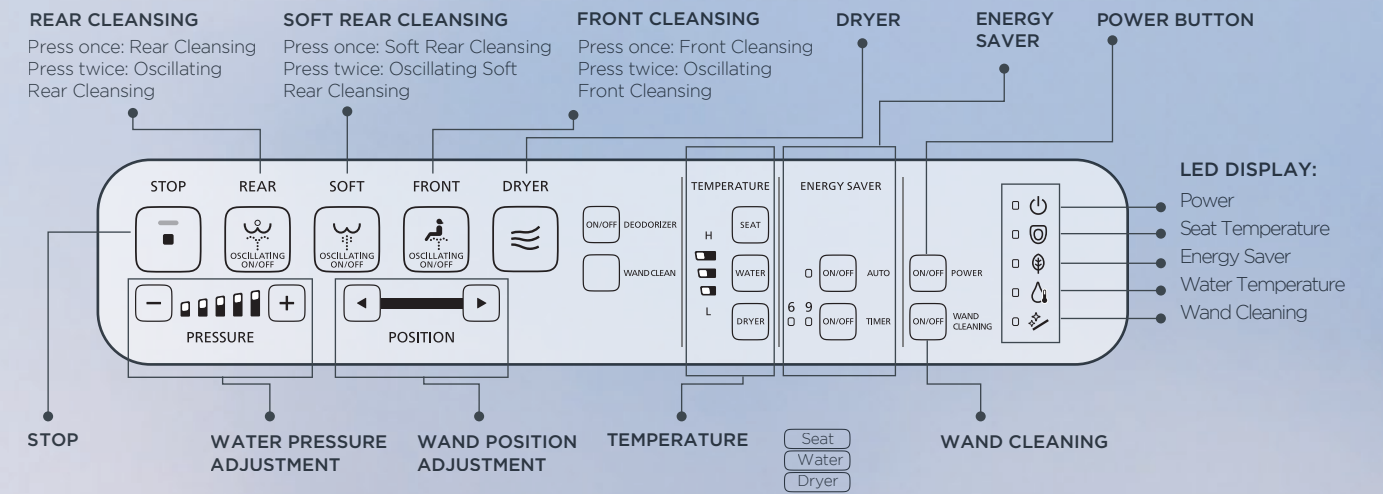 REAR CLEANSING
Press once: Rear Cleansing
Press twice: Oscillating
Rear Cleansing
SOFT REAR CLEANSING
Press once: Soft Rear Cleansing
Press twice: Oscillating Soft
Rear Cleansing
FRONT CLEANSING
Press once: Front Cleansing
Press twice: Oscillating
Front Cleansing
DRYER
ENERGY
SAVER
POWER BUTTON
STOP
REAR
SOFT
FRONT
DRYER
OSCILLATING
ON/OFF
OSCILLATING
ON/OFF
OSCILLATING
ON/OFF
PRESSURE
POSITION
ON/OFF DEODORIZER
WAND CLEAN
TEMPERATURE
H
L
SEAT
WATER
DRYER
ENERGY SAVER
ON/OFF AUTO
6 9
ON/OFF TIMER
ON/OFF POWER
ON/OFF WAND
CLEANING
LED DISPLAY:
Power
Seat Temperature
Energy Saver
Water Temperature
Wand Cleaning
STOP
WATER PRESSURE
ADJUSTMENT
WAND POSITION
ADJUSTMENT
TEMPERATURE
Seat
Water
Dryer
WAND CLEANING